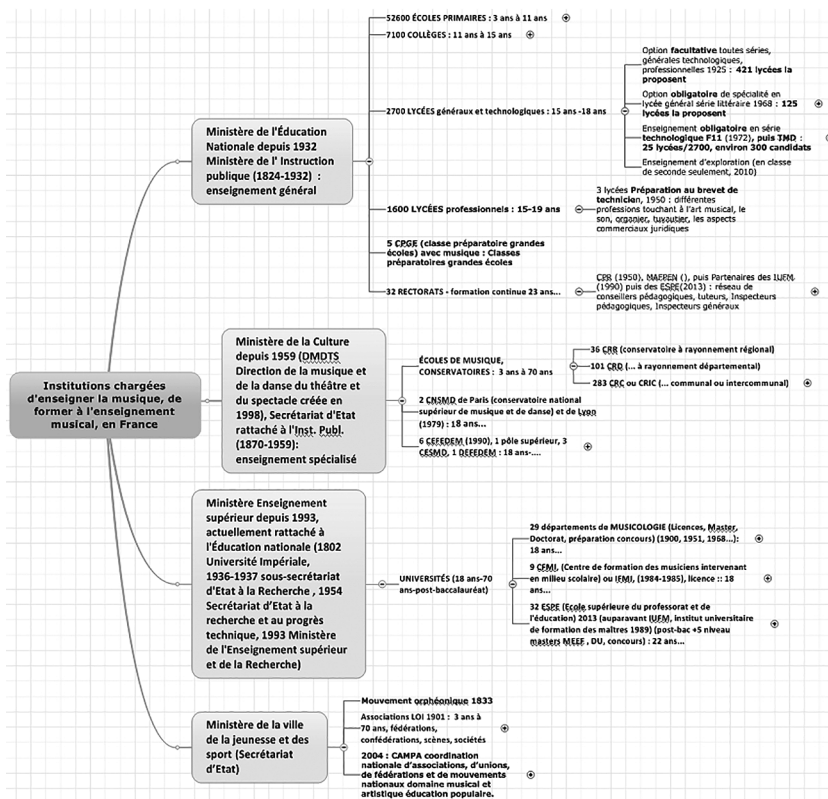 Institutions chargées
d'enseigner la musique, de
former à l'enseignement
musical, en France
Ministère de l'Éducation
Nationale depuis 1932
Ministère de l' Instruction
publique (1824-1932) :
enseignement général
52600 ÉCOLES PRIMAIRES : 3 ans à 11 ans
7100 COLLÈGES : 11 ans à 15 ans
2700 LYCÉES généraux et technologiques : 15 ans -18 ans
Option facultative toutes séries,
générales technologiques,
professionnelles 1925 : 421 lycées la
proposent
Option obligatoire de spécialité en
lycée général série littéraire 1968 : 125
lycées la proposent
Enseignement obligatoire en série
technologique F11 (1972), puis TMD :
25 lycées/2700, environ 300 candidats
Enseignement d'exploration (en classe
de seconde seulement, 2010)
1600 LYCÉES professionnels : 15-19 ans
3 lycées Préparation au brevet de
technicien, 1950 : différentes
professions touchant à l'art musical, le
son, organier, tuyautier, les aspects
commerciaux juridiques
5 CPGE (classe préparatoire grandes
écoles) avec musique : Classes
préparatoires grandes écoles
32 RECTORATS - formation continue 23 ans...
CPR (1950), MAFPEN (), puis Partenaires des IUFM
(1990) puis des ESPE(2013) : réseau de
conseillers pédagogiques, tuteurs, Inspecteurs
pédagogiques, Inspecteurs généraux
Ministère de la Culture
depuis 1959 (DMDTS
Direction de la musique et
de la danse du théâtre et
du spectacle créée en
1998), Secrétariat d'Etat
rattaché à l'Inst. Publ.
(1870-1959):
enseignement spécialisé
ÉCOLES DE MUSIQUE,
CONSERVATOIRES : 3 ans à 70 ans
36 CRR (conservatoire à rayonnement régional)
101 CRD (... à rayonnement départemental)
283 CRC ou CRIC (... communal ou intercommunal)
2 CNSMD de Paris (conservatoire national
supérieur de musique et de danse) et de Lyon
(1979) : 18 ans...
6 CEFEDEM (1990), 1 pôle supérieur, 3
CESMD, 1 DEFEDEM : 18 ans-....
Ministère Enseignement
supérieur depuis 1993,
actuellement rattaché à
l'Éducation nationale (1802
Université Impériale,
1936-1937 sous-secrétariat
d'Etat à la Recherche , 1954
Secrétariat d'Etat à la
recherche et au progrès
technique, 1993 Ministère
de l'Enseignement supérieur
et de la Recherche)
UNIVERSITÉS (18 ans-70
ans-post-baccalauréat)
29 départements de MUSICOLOGIE (Licences, Master,
Doctorat, préparation concours) (1900, 1951, 1968...):
18 ans...
9 CFMI, (Centre de formation des musiciens intervenant
en milieu scolaire) ou IFMI, (1984-1985), licence :: 18
ans...
32 ESPE (Ecole supérieure du professorat et de
l'éducation) 2013 (auparavant IUFM, institut universitaire
de formation des maîtres 1989) (post-bac +5 niveau
masters MEEF , DU, concours) : 22 ans...
Ministère de la ville
de la jeunesse et des
sport (Secrétariat
d'Etat)
Mouvement orphéonique 1833
Associations LOI 1901 : 3 ans à
70 ans, fédérations,
confédérations, scènes, sociétés
2004 : CAMPA coordination
nationale d'associations, d'unions,
de fédérations et de mouvements
nationaux domaine musical et
artistique éducation populaire.